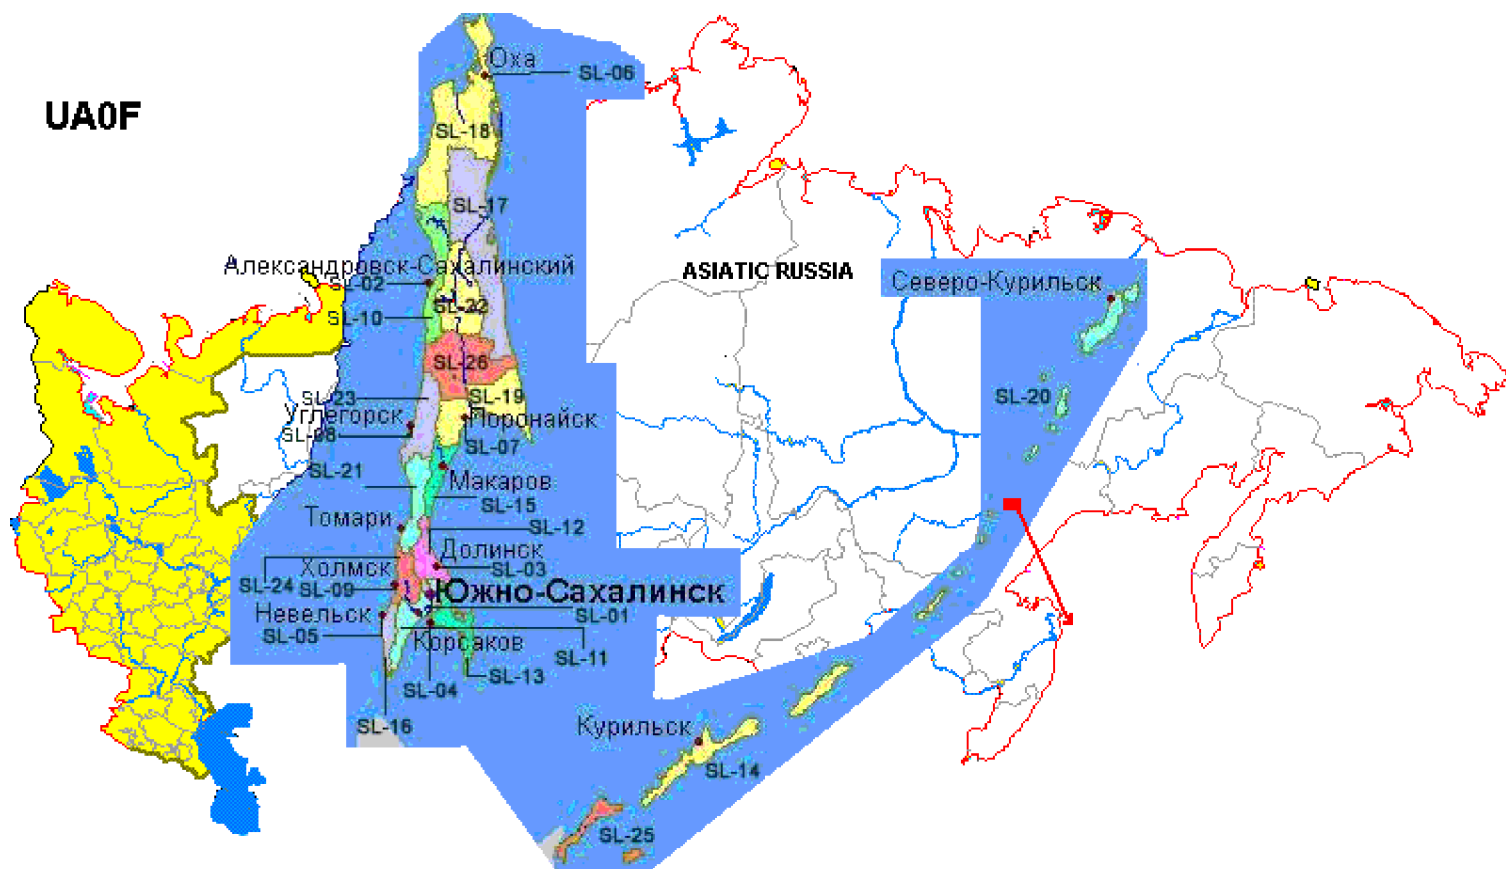 Оха
SL-06
UA0F
SL-18
SL-17
Александровск-Сахалинский
ASIATIC RUSSIA
SL-02
Северо-Курильск
SL-22
SL-10
SL-26
SL-23
SL-19
SL-20
Углегорск
Поронайск
SL-08
SL-07
SL-21
Макаров
SL-15
Томари
SL-12
Долинск
Холмск
SL-03
SL-24
SL-09
Южно-Сахалинск
Невельск
SL-01
SL-05
Корсаков
SL-11
SL-13
SL-04
SL-16
Курильск
SL-14
SL-25